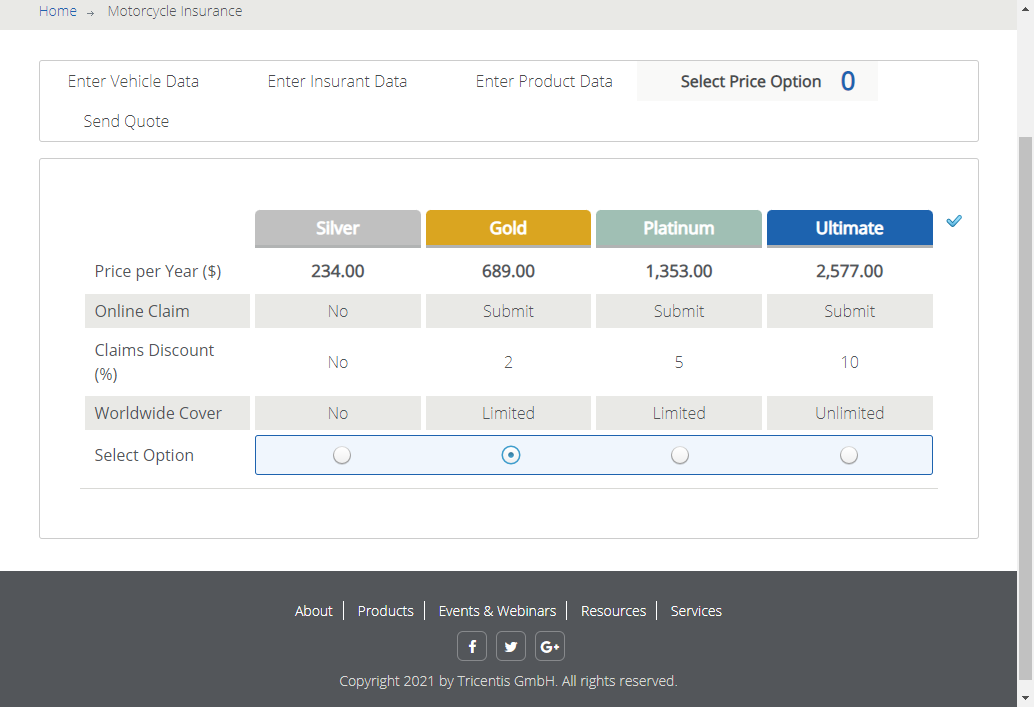 Home → Motorcycle Insurance
Enter Vehicle Data Enter Insurant Data Enter Product Data Select Price Option 0
Send Quote
Silver Gold Platinum Ultimate
Price per Year ($) 234.00 689.00 1,353.00 2,577.00
Online Claim No Submit Submit Submit
Claims Discount
(%) No 2 5 10
Worldwide Cover No Limited Limited Unlimited
Select Option
About Products Events & Webinars Resources Services
f G+
Copyright 2021 by Tricentis GmbH. All rights reserved.